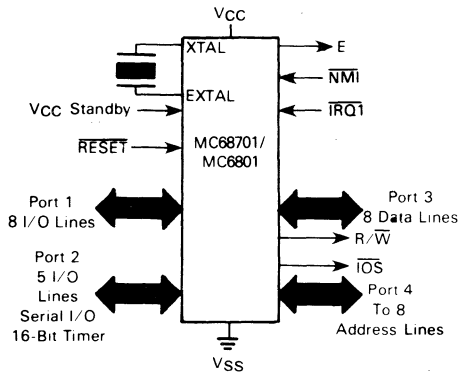 VCC
XTAL
E
EXTAL
NMI
VCC Standby
IRQ1
RESET
MC68701/
MC6801
Port 1
8 I/O Lines
Port 3
8 Data Lines
R/W
Port 2
5 I/O
Lines
Serial I/O
16-Bit Timer
IOS
Port 4
To 8
Address Lines
VSS